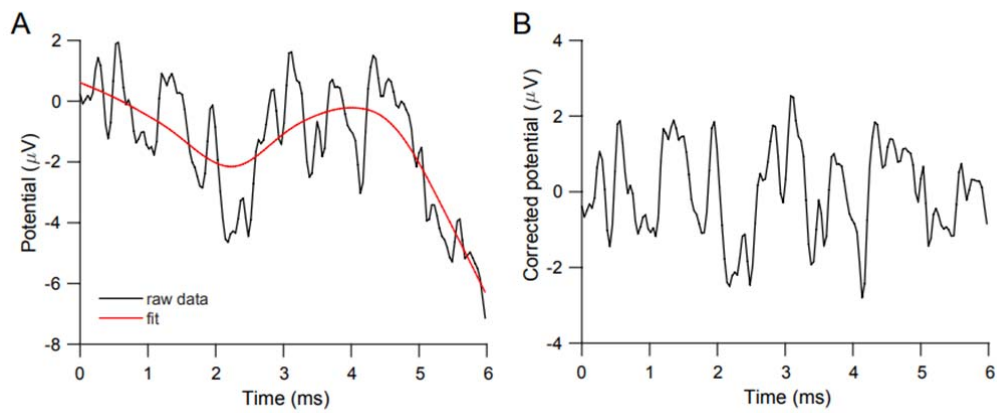 A
Potential (μV)
2
0
-2
-4
-6
-8
raw data
fit
0 1 2 3 4 5 6
Time (ms)
B
Corrected potential (μV)
4
2
0
-2
-4
0 1 2 3 4 5 6
Time (ms)